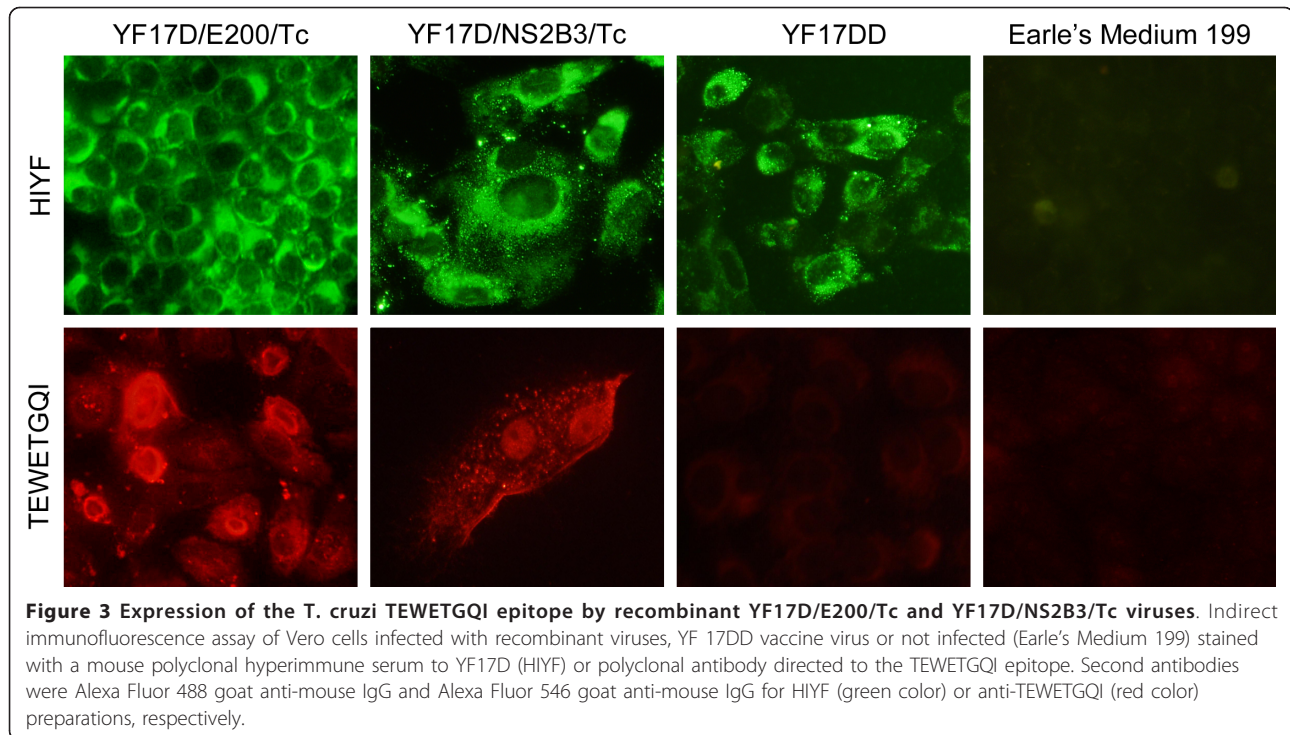 YF17D/E200/Tc YF17D/NS2B3/Tc YF17DD Earle's Medium 199
HIYF
TEWETGQI
Figure 3 Expression of the T. cruzi TEWETGQI epitope by recombinant YF17D/E200/Tc and YF17D/NS2B3/Tc viruses. Indirect
immunofluorescence assay of Vero cells infected with recombinant viruses, YF 17DD vaccine virus or not infected (Earle's Medium 199) stained
with a mouse polyclonal hyperimmune serum to YF17D (HIYF) or polyclonal antibody directed to the TEWETGQI epitope. Second antibodies
were Alexa Fluor 488 goat anti-mouse IgG and Alexa Fluor 546 goat anti-mouse IgG for HIYF (green color) or anti-TEWETGQI (red color)
preparations, respectively.